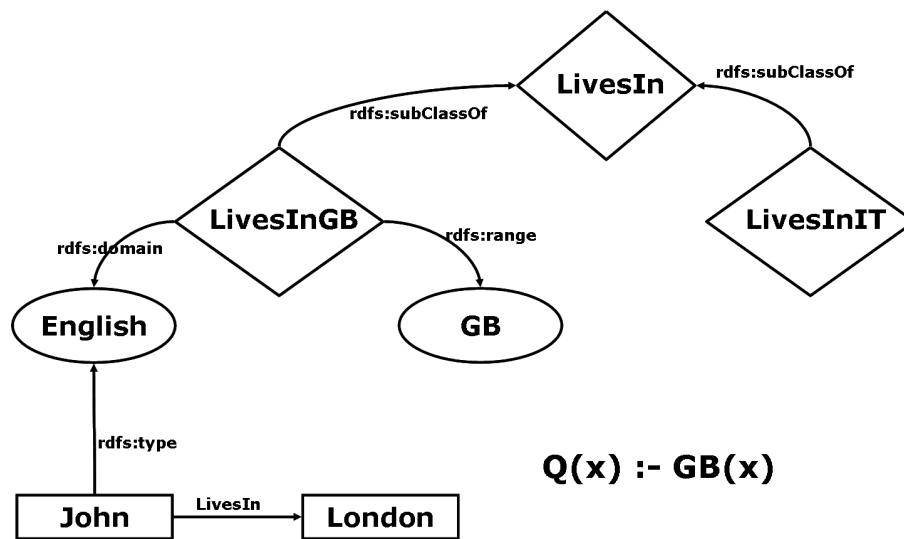 LivesIn
rdfs:subClassOf
rdfs:subClassOf
LivesInGB
LivesInIT
rdfs:domain
rdfs:range
English
GB
rdfs:type
Q(x) :- GB(x)
John
LivesIn
London